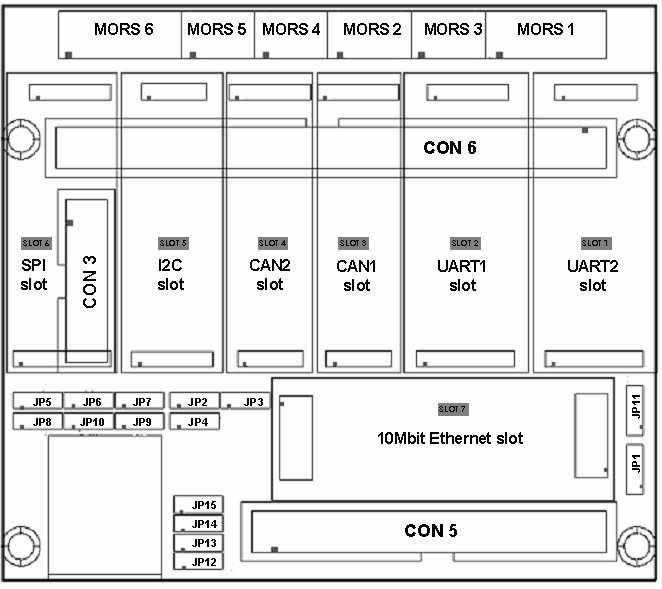 MORS 6 MORS 5 MORS 4 MORS 2 MORS 3 MORS 1
CON 6
SLOT 6 SLOT 5 SLOT 4 SLOT 3 SLOT 2 SLOT 1
SPI I2C CAN2 CAN1 UART1 UART2
slot slot slot slot slot slot
CON 3
JP5 JP6 JP7 JP2 JP3
JP8 JP10 JP9 JP4
SLOT 7
10Mbit Ethernet slot
JP11
JP1
JP15
JP14
JP13
JP12
CON 5